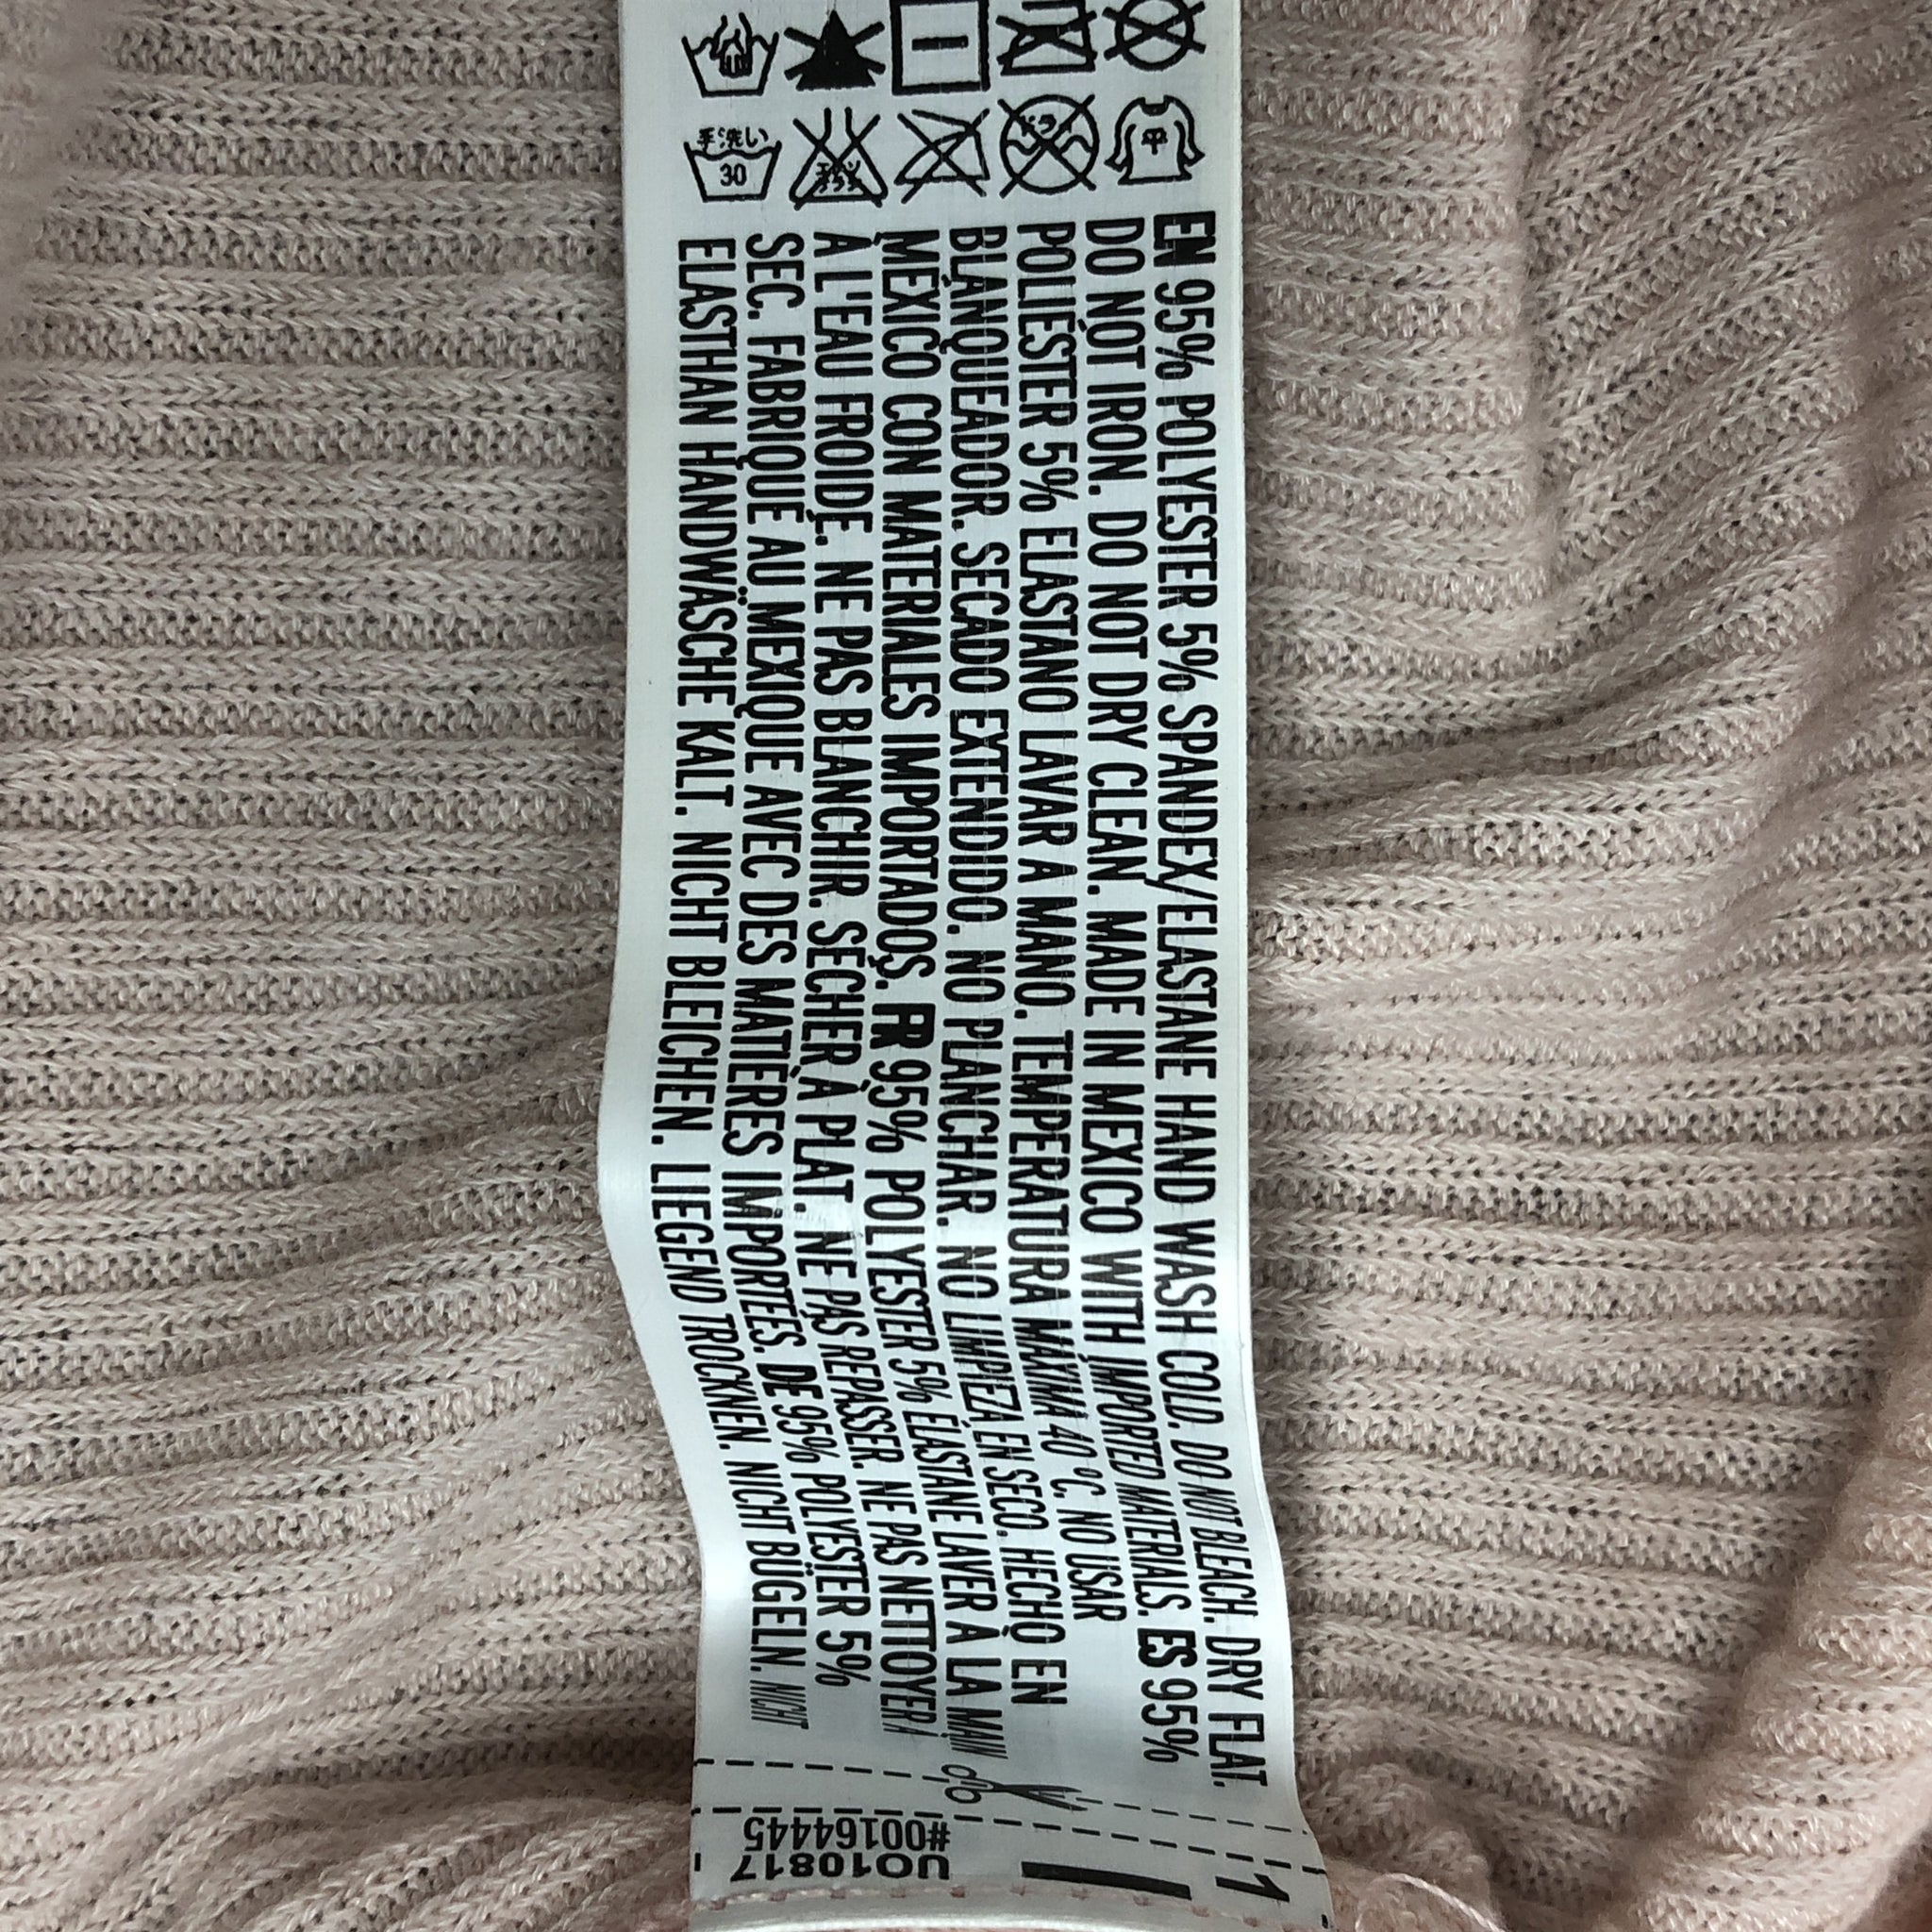 手洗い
30
ドライ
平
EN 95% POLYESTER 5% SPANDEX/ELASTANE HAND WASH COLD. DO NOT BLEACH. DRY FLAT.
DO NOT IRON. DO NOT DRY CLEAN. MADE IN MEXICO WITH IMPORTED MATERIALS. ES 95%
POLIÉSTER 5% ELASTANO LAVAR A MANO. TEMPERATURA MÁXIMA 40 °C. NO USAR
BLANQUEADOR. SECADO EXTENDIDO. NO PLANCHAR. NO LIMPIEZA EN SECO. HECHO EN
MÉXICO CON MATERIALES IMPORTADOS. FR 95% POLYESTER 5% ÉLASTANE LAVER À LA MAIN
À L'EAU FROIDE. NE PAS BLANCHIR. SÉCHER À PLAT. NE PAS REPASSER. NE PAS NETTOYER À
SEC. FABRIQUÉ AU MEXIQUE AVEC DES MATIÈRES IMPORTÉES. DE 95% POLYESTER 5%
ELASTHAN HANDWÄSCHE KALT. NICHT BLEICHEN. LIEGEND TROCKNEN. NICHT BÜGELN. NICHT
#00164445
UO10817
1